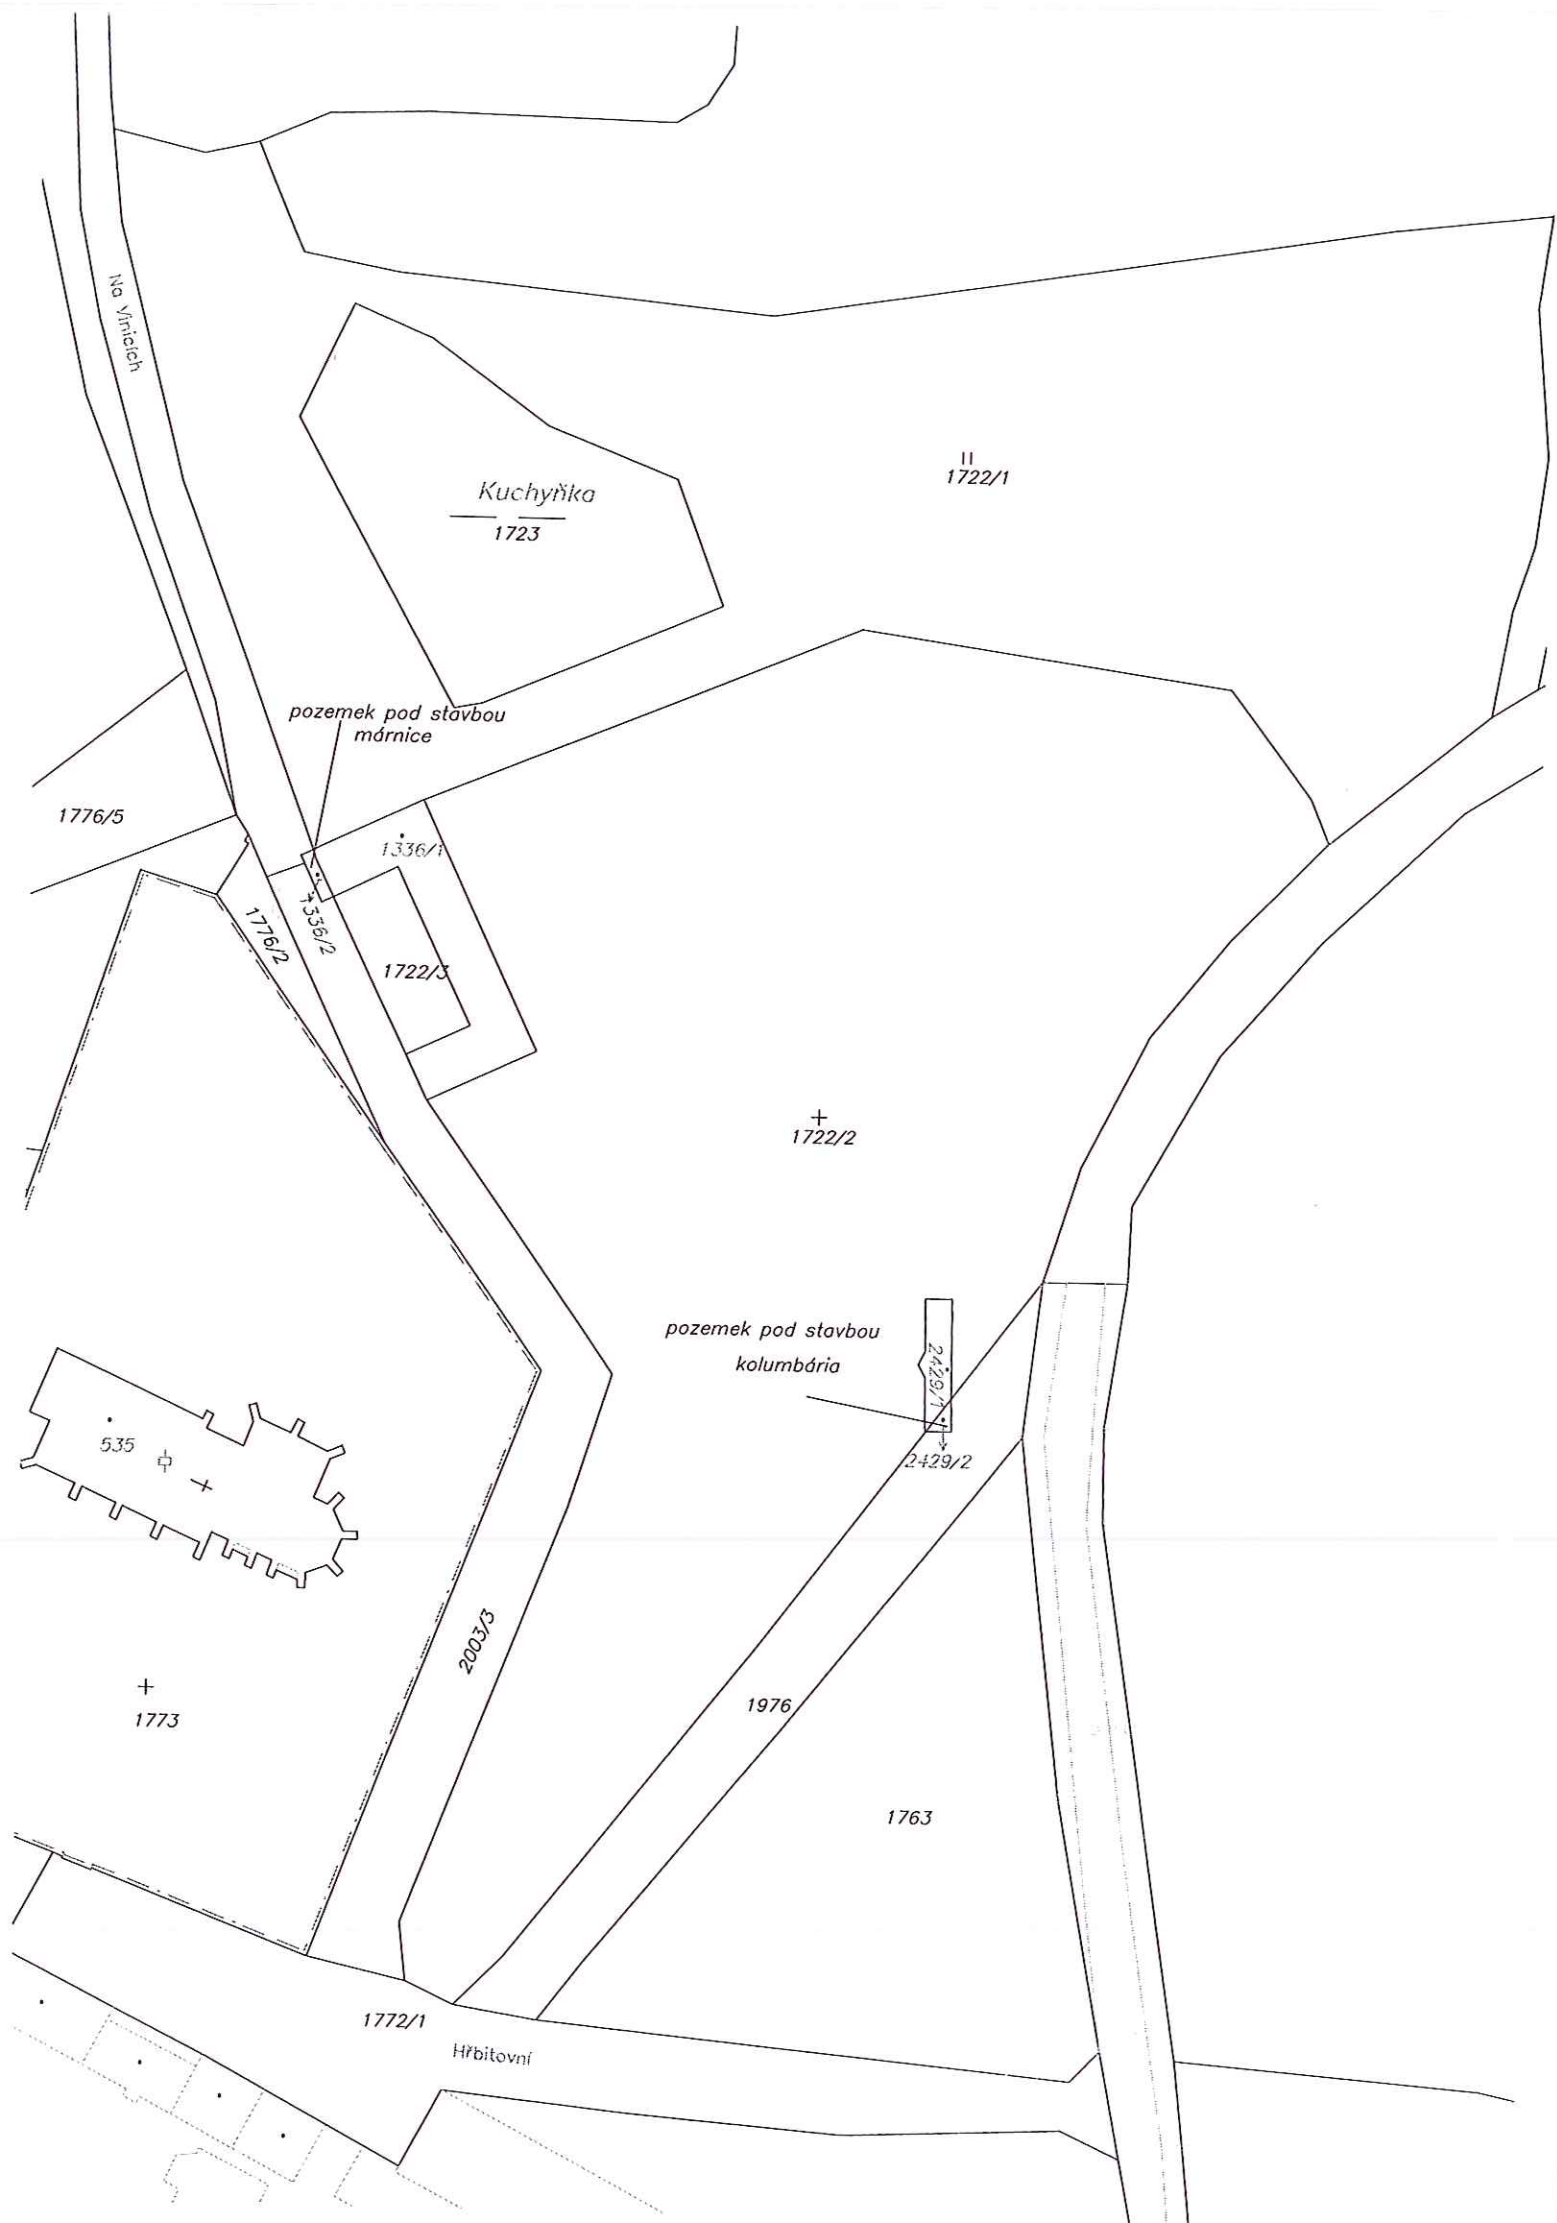 Na Vinicích
II
1722/1
Kuchyňka
1723
pozemek pod stavbou
márnice
1776/5
1336/1
1336/2
1776/2
1722/3
1722/2
pozemek pod stavbou
kolumbária
2429/1
2429/2
535
2003/3
1773
1976
1763
1772/1
Hřbitovní